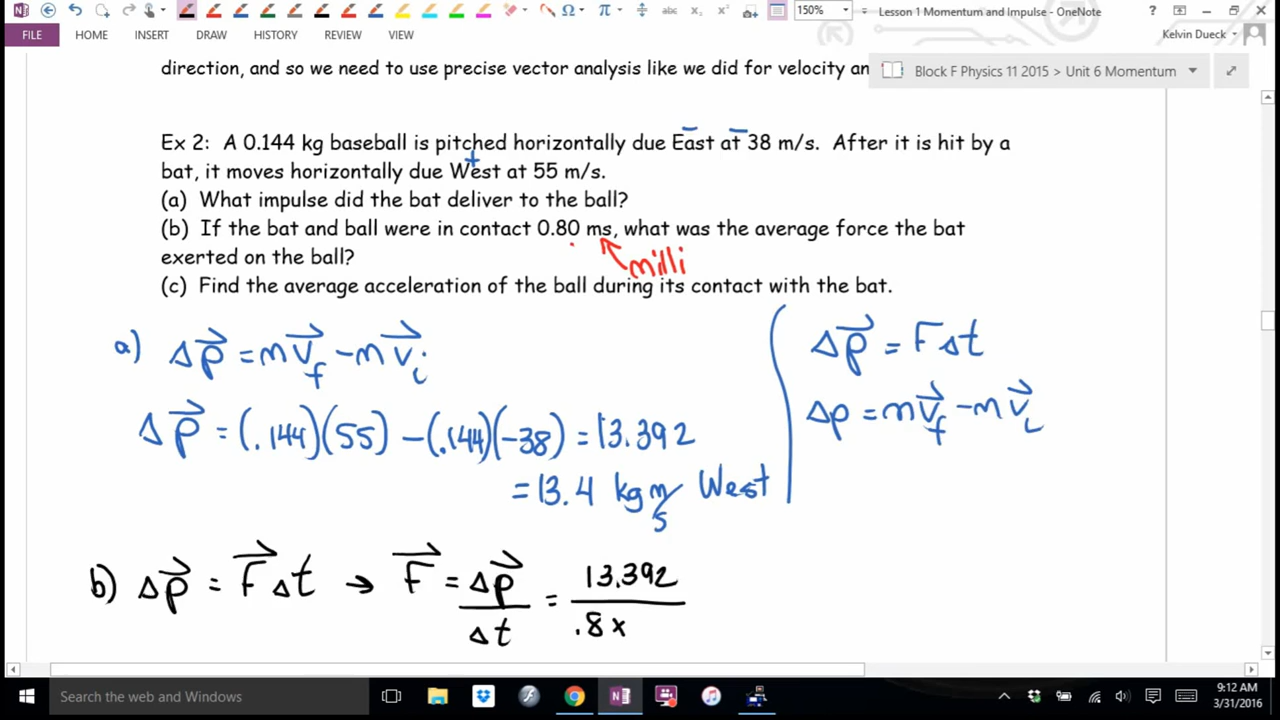 150%
Lesson 1 Momentum and Impulse - OneNote
FILE HOME INSERT DRAW HISTORY REVIEW VIEW
Kelvin Dueck
direction, and so we need to use precise vector analysis like we did for velocity an
Block F Physics 11 2015 > Unit 6 Momentum
Ex 2: A 0.144 kg baseball is pitched horizontally due East at 38 m/s. After it is hit by a
bat, it moves horizontally due West at 55 m/s.
(a) What impulse did the bat deliver to the ball?
(b) If the bat and ball were in contact 0.80 ms, what was the average force the bat
exerted on the ball?
milli
(c) Find the average acceleration of the ball during its contact with the bat.
a) Δp⃗ = mv⃗f - mv⃗i
Δp⃗ = (.144)(55) - (.144)(-38) = 13.392
= 13.4 kg m/s West
Δp⃗ = FΔt
Δp = mv⃗f - mv⃗i
b) Δp⃗ = F⃗Δt → F⃗ = Δp⃗/Δt = 13.392/.8 x
Search the web and Windows
9:12 AM
3/31/2016